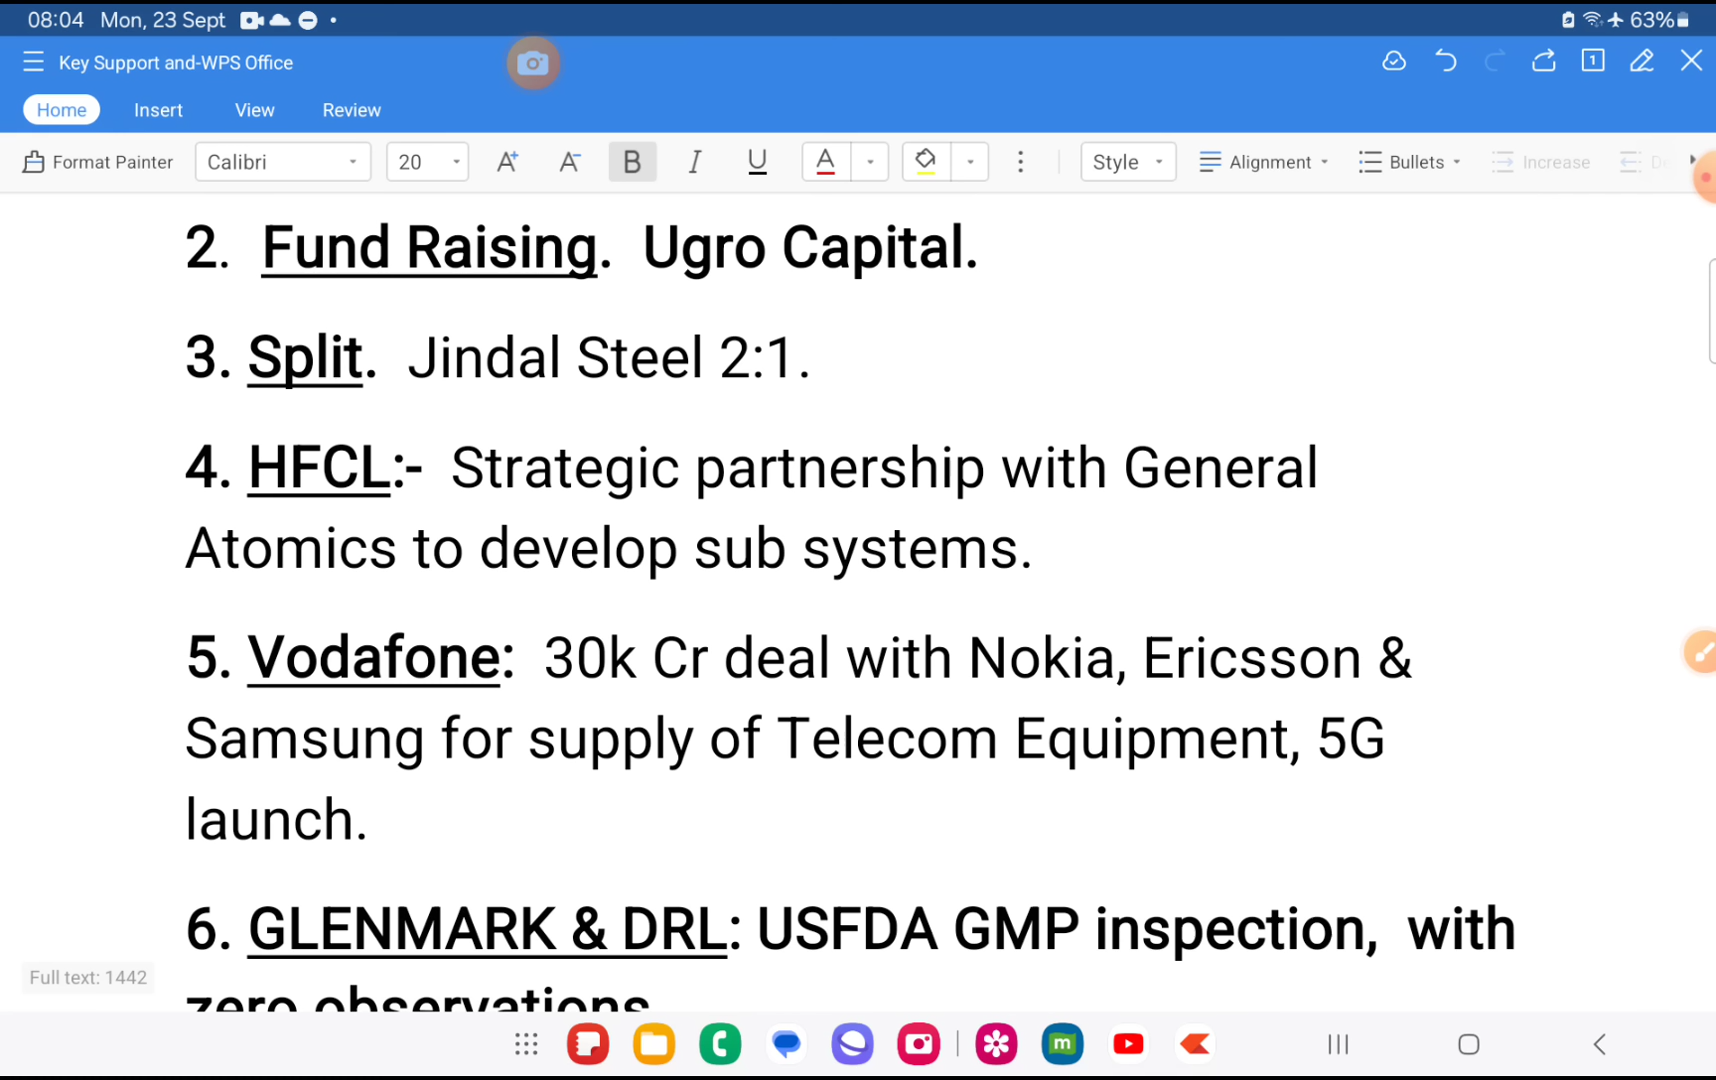 08:04 Mon, 23 Sept
63%
Key Support and-WPS Office
1
Home Insert View Review
Format Painter Calibri 20 A+ A- B I U A Style Alignment Bullets Increase
2. Fund Raising. Ugro Capital.
3. Split. Jindal Steel 2:1.
4. HFCL:- Strategic partnership with General
Atomics to develop sub systems.
5. Vodafone: 30k Cr deal with Nokia, Ericsson &
Samsung for supply of Telecom Equipment, 5G
launch.
6. GLENMARK & DRL: USFDA GMP inspection, with
zero observations
Full text: 1442
m